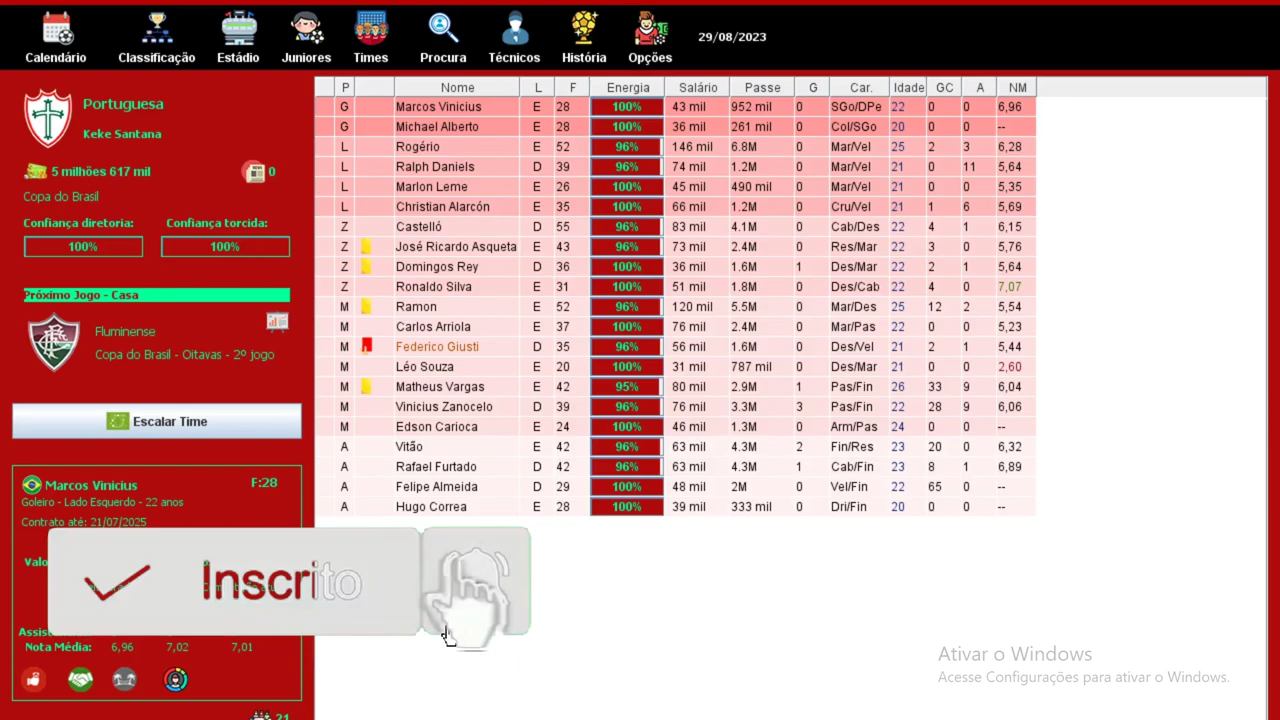 Calendário Classificação Estádio Juniores Times Procura Técnicos História Opções 29/08/2023
Portuguesa
Keke Santana
5 milhões 617 mil 0
Copa do Brasil
Confiança diretoria: Confiança torcida:
100% 100%
Próximo Jogo - Casa
Fluminense
Copa do Brasil - Oitavas - 2º jogo
Escalar Time
Marcos Vinicius F:28
Goleiro - Lado Esquerdo - 22 anos
Contrato até: 21/07/2025
Inscrito
Nota Média: 6,96 7,02 7,01
21
P Nome L F Energia Salário Passe G Car. Idade GC A NM
G Marcos Vinicius E 28 100% 43 mil 952 mil 0 SGo/DPe 22 0 0 6,96
G Michael Alberto E 28 100% 36 mil 261 mil 0 Col/SGo 20 0 0 --
L Rogério E 52 96% 146 mil 6.8M 0 Mar/Vel 25 2 3 6,28
L Ralph Daniels D 39 96% 74 mil 1.2M 0 Mar/Vel 21 0 11 5,64
L Marlon Leme E 26 100% 45 mil 490 mil 0 Mar/Vel 21 0 0 5,35
L Christian Alarcón E 35 100% 66 mil 1.2M 0 Cru/Vel 21 1 6 5,69
Z Castelló D 55 96% 83 mil 4.1M 0 Cab/Des 22 4 1 6,15
Z José Ricardo Asqueta E 43 96% 73 mil 2.4M 0 Res/Mar 22 3 0 5,76
Z Domingos Rey D 36 100% 36 mil 1.6M 1 Des/Mar 22 2 1 5,64
Z Ronaldo Silva E 31 100% 51 mil 1.8M 0 Des/Cab 22 4 0 7,07
M Ramon E 52 96% 120 mil 5.5M 0 Mar/Des 25 12 2 5,54
M Carlos Arriola E 37 100% 76 mil 2.4M 0 Mar/Pas 22 0 0 5,23
M Federico Giusti D 35 96% 56 mil 1.6M 0 Des/Vel 21 2 1 5,44
M Léo Souza E 20 100% 31 mil 787 mil 0 Des/Mar 21 0 0 2,60
M Matheus Vargas E 42 95% 80 mil 2.9M 1 Pas/Fin 26 33 9 6,04
M Vinicius Zanocelo D 39 96% 76 mil 3.3M 3 Pas/Fin 22 28 9 6,06
M Edson Carioca E 24 100% 46 mil 1.3M 0 Arm/Pas 24 0 0 --
A Vitão E 42 96% 63 mil 4.3M 2 Fin/Res 23 20 0 6,32
A Rafael Furtado D 42 96% 63 mil 4.3M 1 Cab/Fin 23 8 1 6,89
A Felipe Almeida D 29 100% 48 mil 2M 0 Vel/Fin 22 65 0 --
A Hugo Correa E 28 100% 39 mil 333 mil 0 Dri/Fin 20 0 0 --
Ativar o Windows
Acesse Configurações para ativar o Windows.